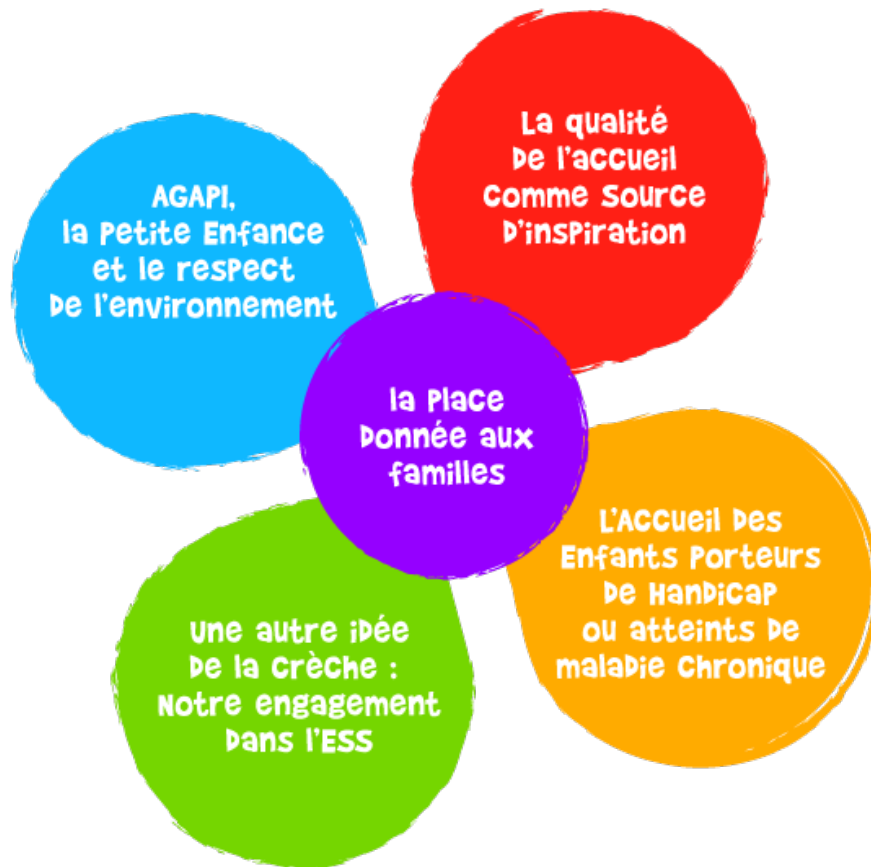 La qualité
De l'accueil
comme Source
D'inspiration
AGAPI,
la Petite Enfance
et le respect
De l'environnement
la Place
Donnée aux
familles
L'Accueil Des
Enfants Porteurs
De Handicap
ou atteints De
maladie Chronique
Une autre idée
De la Crèche :
Notre engagement
Dans l'ESS